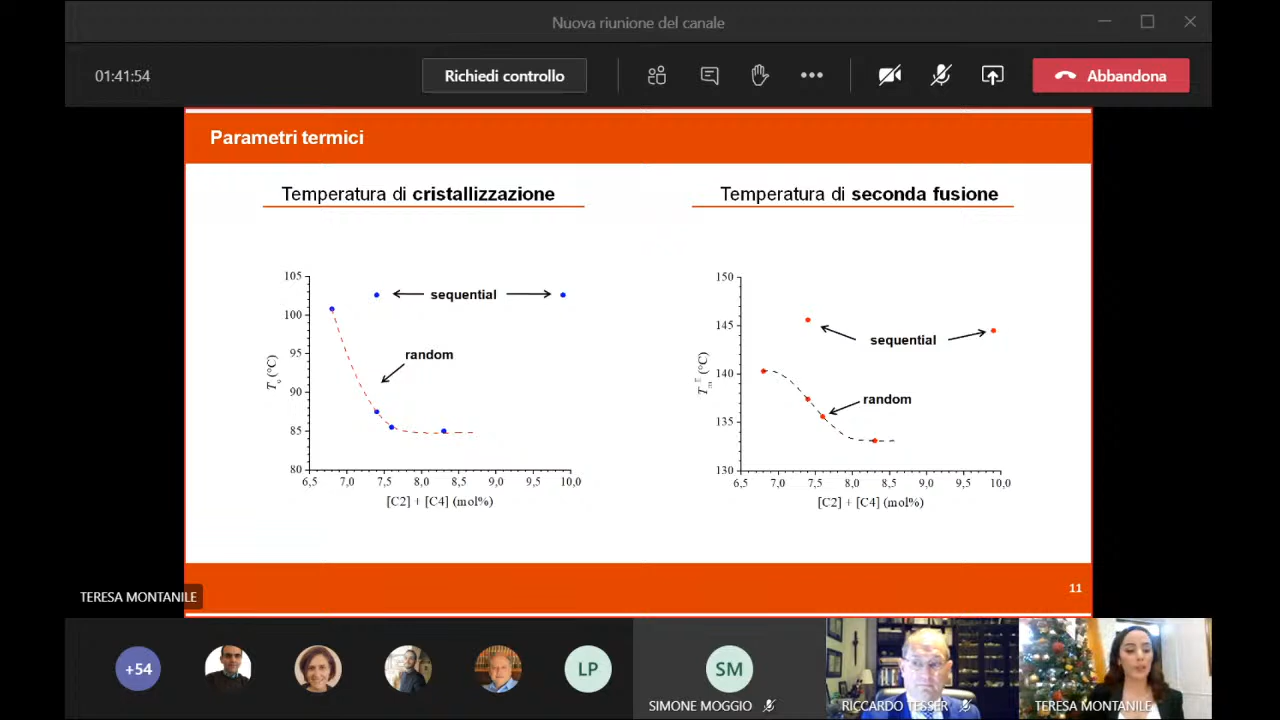 Nuova riunione del canale
01:41:54
Richiedi controllo
Abbandona
Parametri termici
Temperatura di cristallizzazione
Temperatura di seconda fusione
105
100
95
90
85
80
6,5 7,0 7,5 8,0 8,5 9,0 9,5 10,0
[C2] + [C4] (mol%)
sequential
random
150
145
140
135
130
6,5 7,0 7,5 8,0 8,5 9,0 9,5 10,0
[C2] + [C4] (mol%)
sequential
random
11
TERESA MONTANILE
+54
LP
SM
SIMONE MOGGIO
RICCARDO TESSER
TERESA MONTANILE